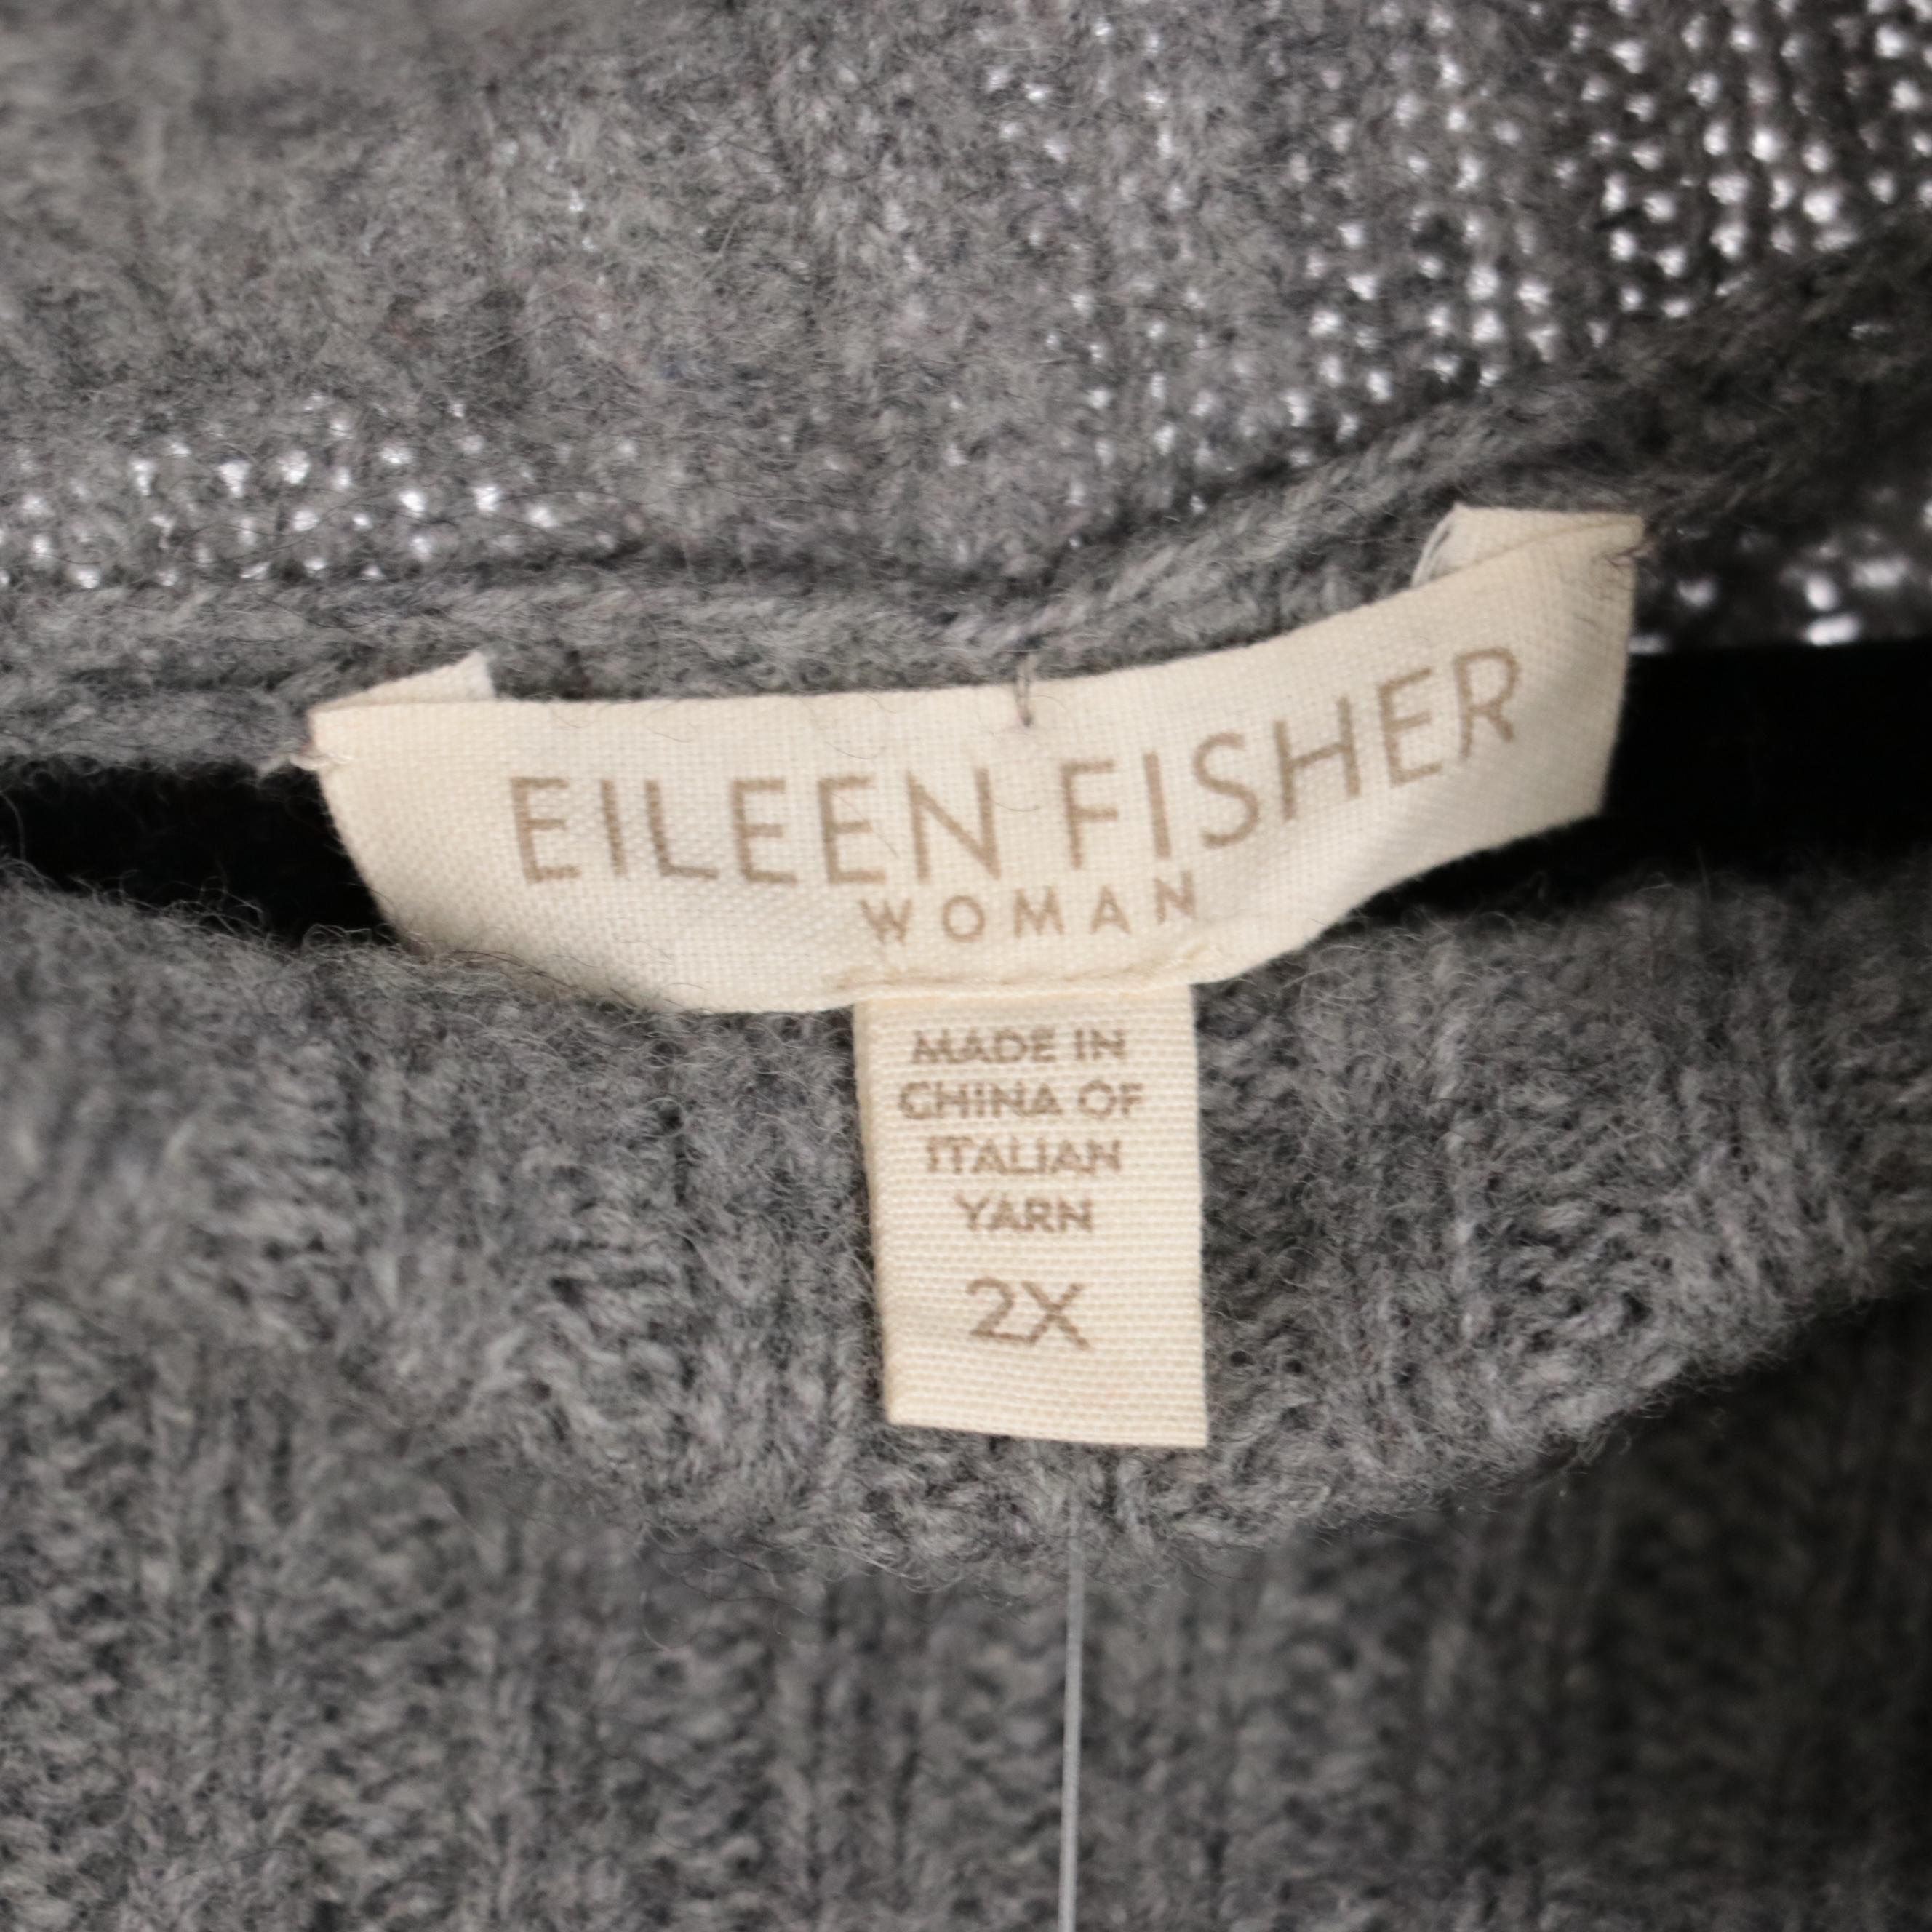 EILEEN FISHER
WOMAN
MADE IN
CHINA OF
ITALIAN
YARN
2X